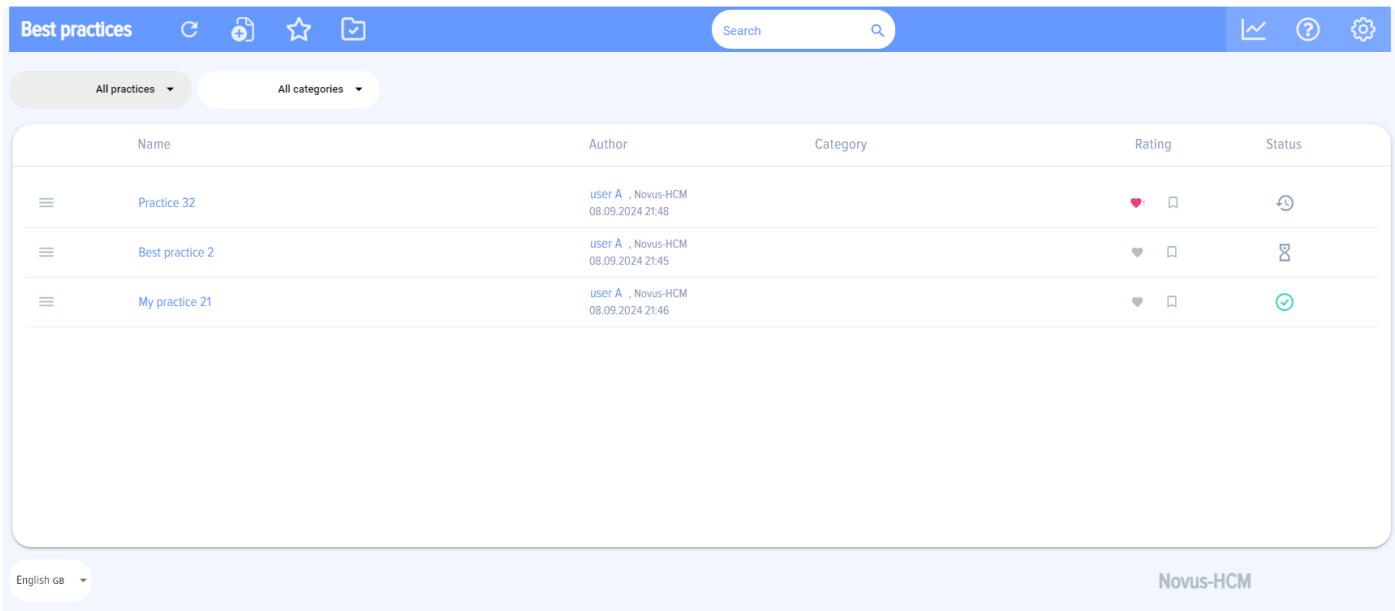 Best practices
Search
All practices
All categories
Name Author Category Rating Status
Practice 32
user A , Novus-HCM
08.09.2024 21:48
1
Best practice 2
user A , Novus-HCM
08.09.2024 21:45
My practice 21
user A , Novus-HCM
08.09.2024 21:46
English GB
Novus-HCM